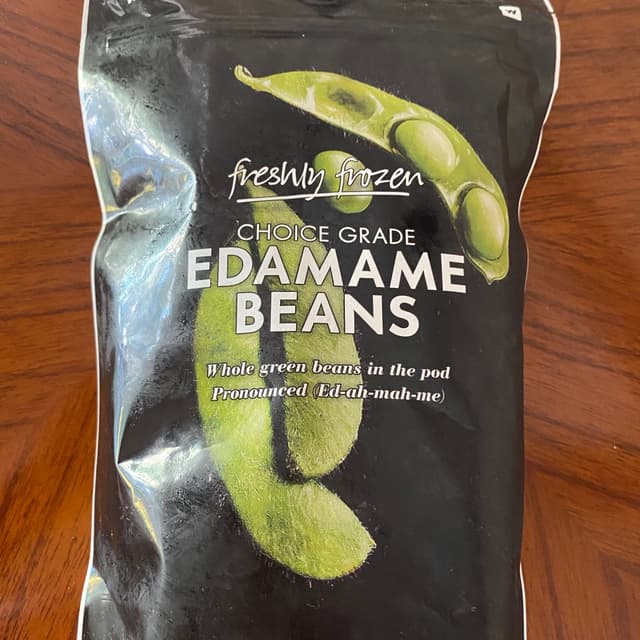 W
freshly frozen
CHOICE GRADE
EDAMAME
BEANS
Whole green beans in the pod
Pronounced (Ed-ah-mah-me)